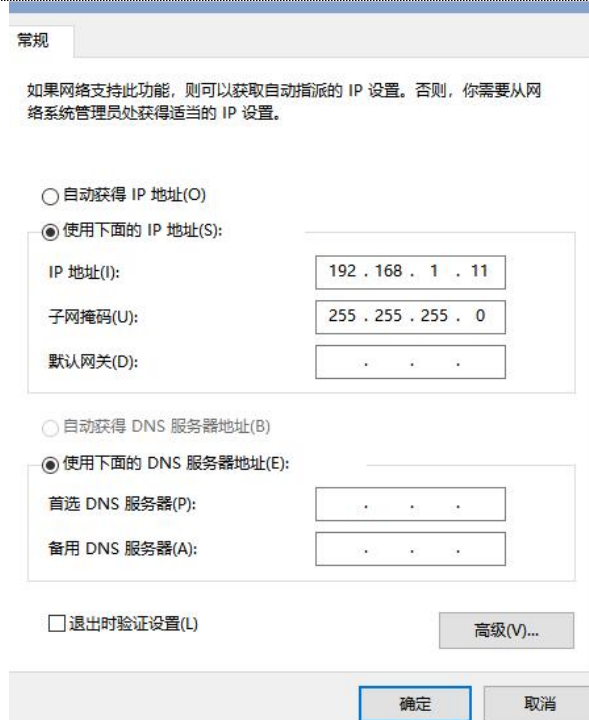 常规
如果网络支持此功能，则可以获取自动指派的 IP 设置。否则，你需要从网
络系统管理员处获得适当的 IP 设置。
自动获得 IP 地址(O)
使用下面的 IP 地址(S):
IP 地址(I): 192 . 168 . 1 . 11
子网掩码(U): 255 . 255 . 255 . 0
默认网关(D): . . .
自动获得 DNS 服务器地址(B)
使用下面的 DNS 服务器地址(E):
首选 DNS 服务器(P): . . .
备用 DNS 服务器(A): . . .
退出时验证设置(L)
高级(V)...
确定 取消